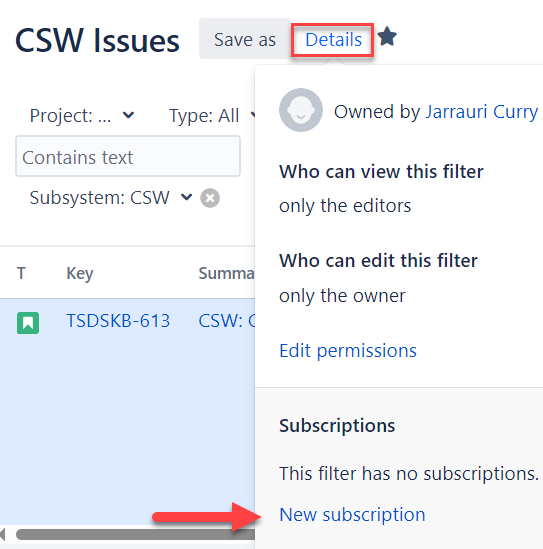 CSW Issues Save as Details
Owned by Jarrauri Curry
Project: ... Type: All
Contains text
Who can view this filter
only the editors
Subsystem: CSW
Who can edit this filter
T Key Summa
only the owner
TSDSKB-613 CSW: C
Edit permissions
Subscriptions
This filter has no subscriptions.
New subscription